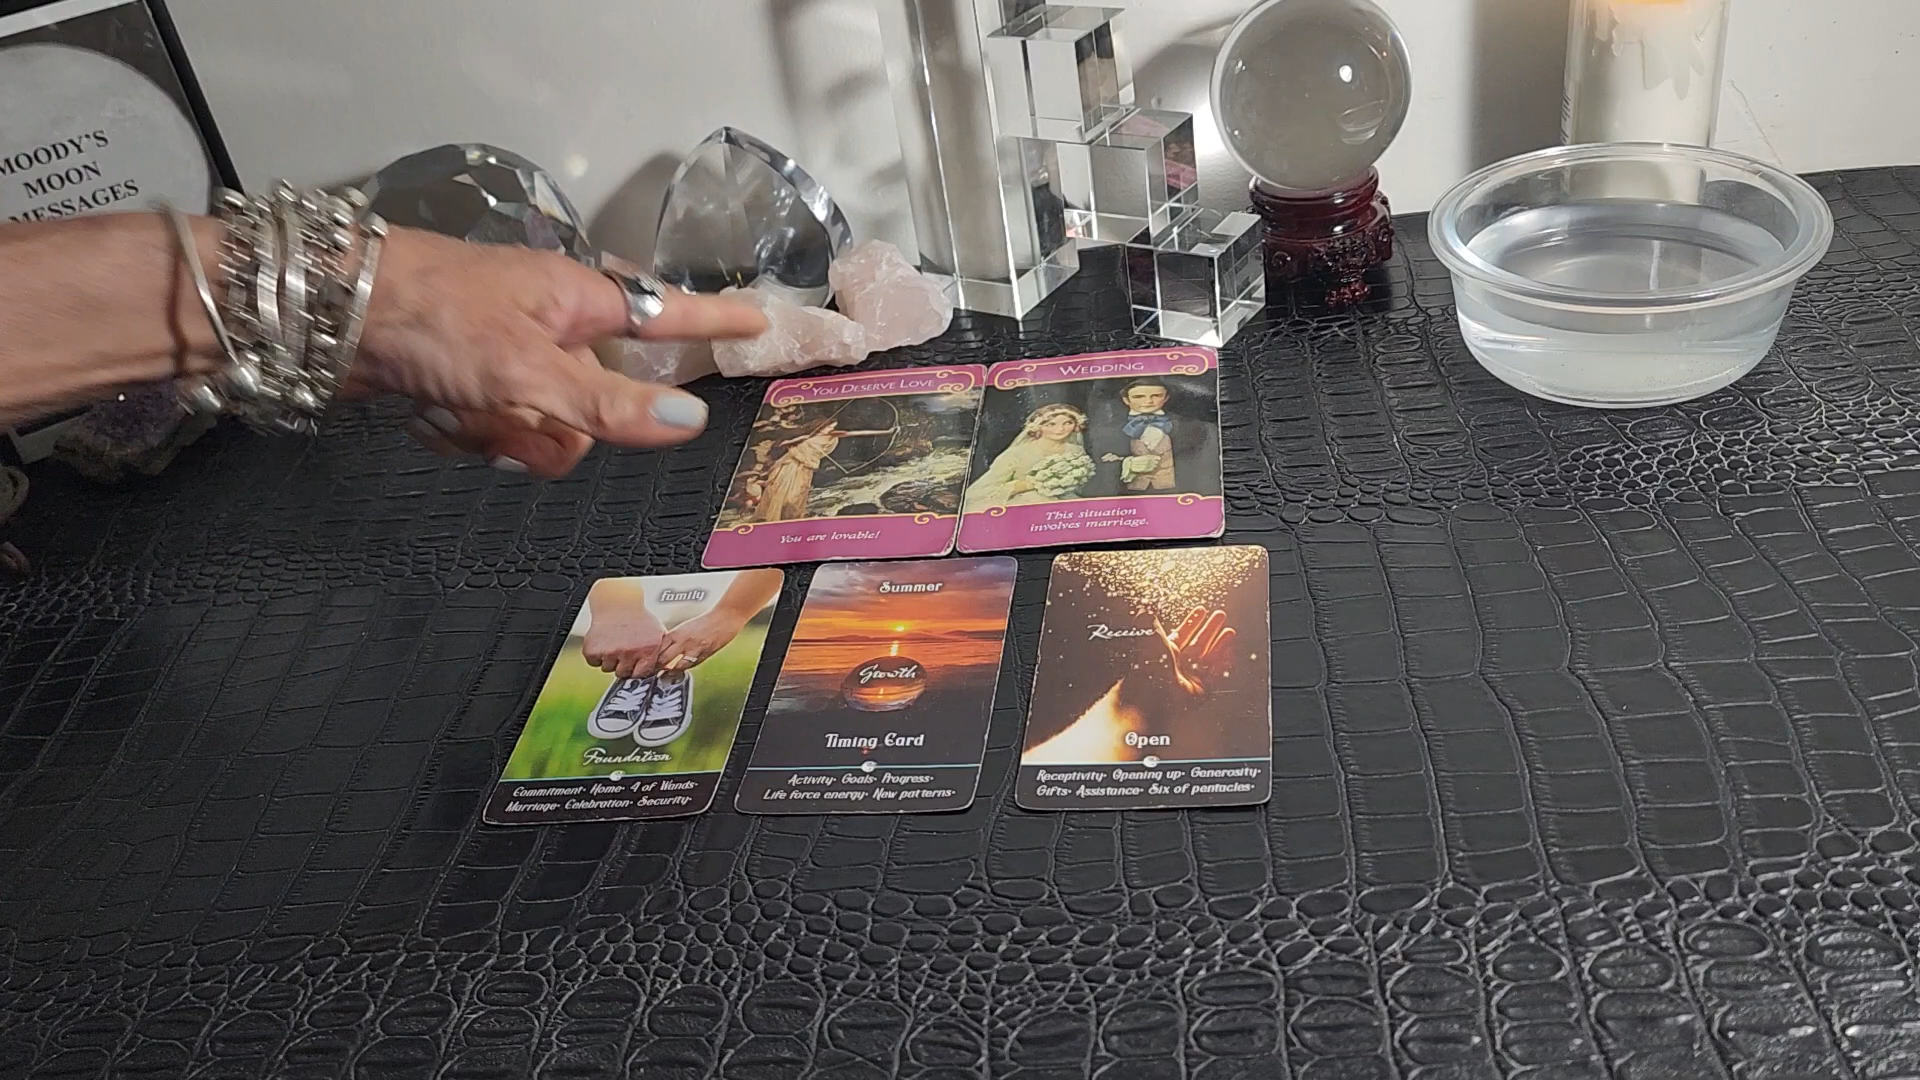 MOODY'S
MOON
MESSAGES
YOU DESERVE LOVE
You are lovable!
WEDDING
This situation
involves marriage.
Family
Foundation
Commitment· Home· 4 of Wands·
Marriage· Celebration· Security·
Summer
Growth
Timing Card
Activity· Goals· Progress·
Life force energy· New patterns·
Receive
Open
Receptivity· Opening up· Generosity·
Gifts· Assistance· Six of pentacles·